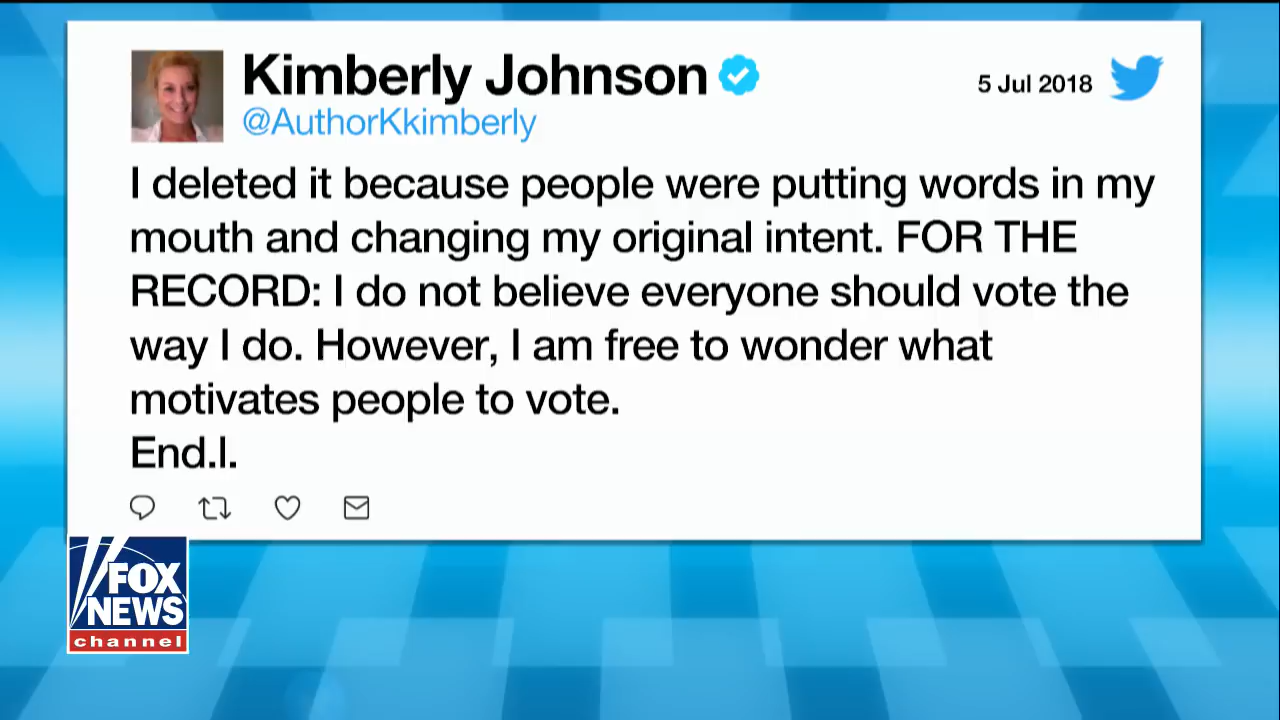 Kimberly Johnson
5 Jul 2018
@AuthorKkimberly
I deleted it because people were putting words in my
mouth and changing my original intent. FOR THE
RECORD: I do not believe everyone should vote the
way I do. However, I am free to wonder what
motivates people to vote.
End.I.
FOX
NEWS
channel